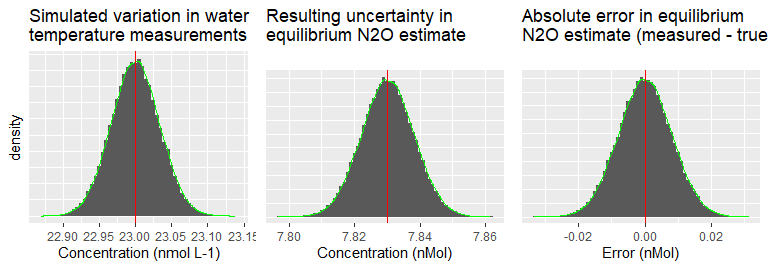 Simulated variation in water
temperature measurements
Resulting uncertainty in
equilibrium N2O estimate
Absolute error in equilibrium
N2O estimate (measured - true
density
22.90 22.95 23.00 23.05 23.10 23.15
7.80 7.82 7.84 7.86
-0.02 0.00 0.02
Concentration (nmol L-1)
Concentration (nMol)
Error (nMol)